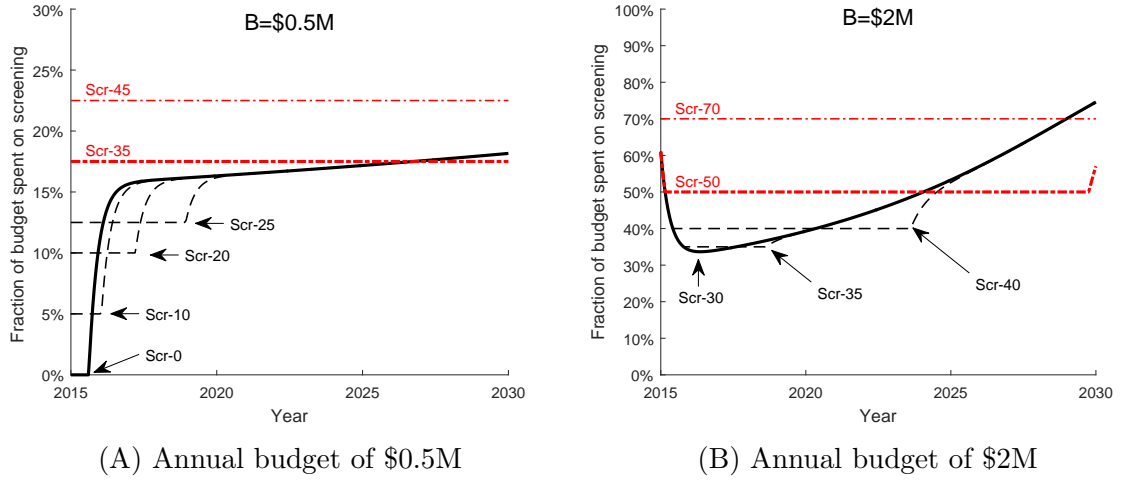 B=$0.5M
Fraction of budget spent on screening
30%
25%
20%
15%
10%
5%
0%
Scr-45
Scr-35
Scr-25
Scr-20
Scr-10
Scr-0
2015
2020
2025
2030
Year
(A) Annual budget of $0.5M
B=$2M
Fraction of budget spent on screening
100%
90%
80%
70%
60%
50%
40%
30%
20%
10%
0%
Scr-70
Scr-50
Scr-40
Scr-35
Scr-30
2015
2020
2025
2030
Year
(B) Annual budget of $2M